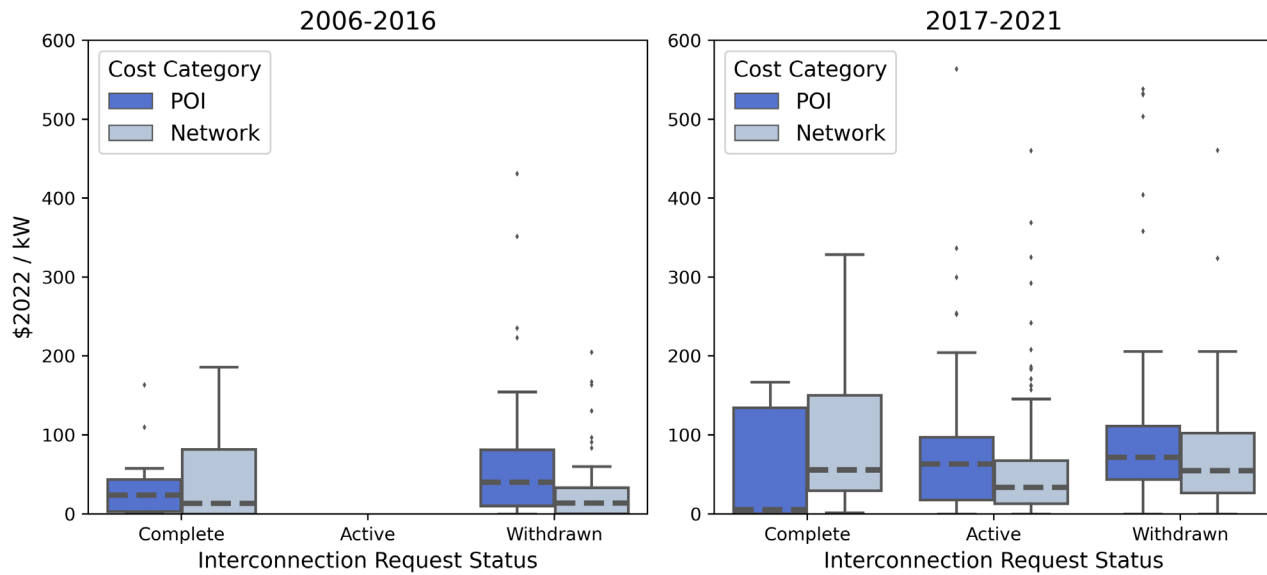 2006-2016
600
500
400
300
200
100
0
$2022 / kW
Cost Category
POI
Network
Complete
Active
Withdrawn
Interconnection Request Status
2017-2021
600
500
400
300
200
100
0
Cost Category
POI
Network
Complete
Active
Withdrawn
Interconnection Request Status